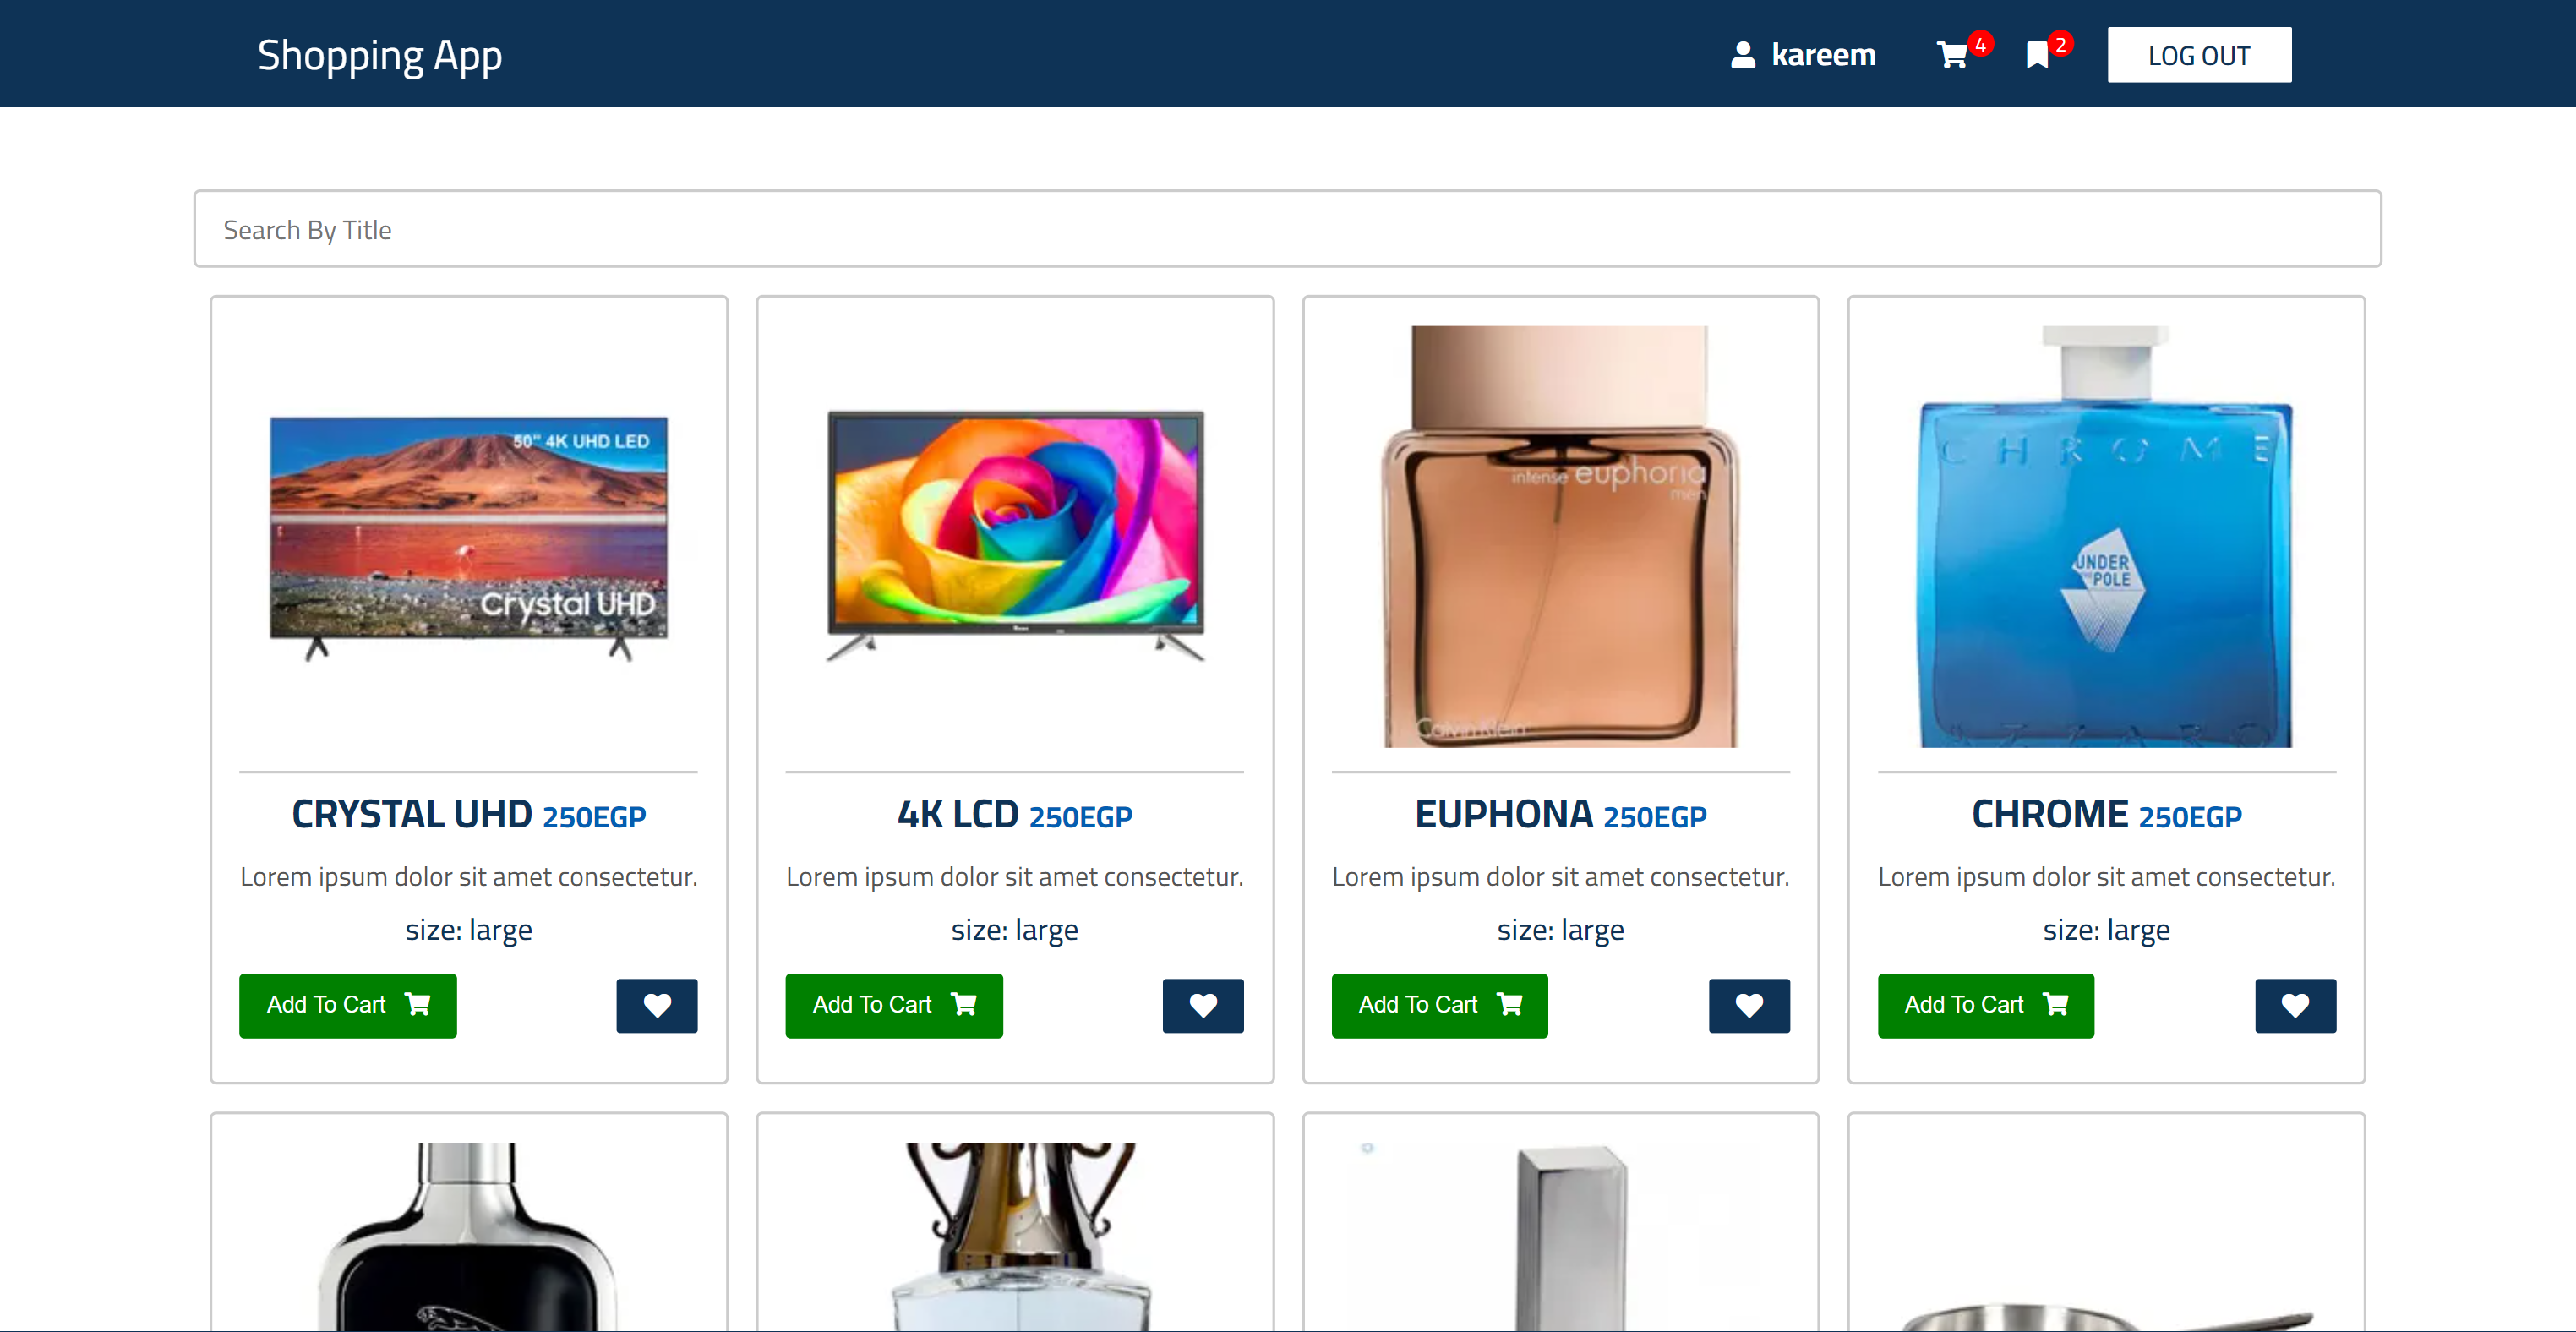 Shopping App
kareem
4
2
LOG OUT
Search By Title
50" 4K UHD LED
Crystal UHD
intense euphoria
men
Calvin Klein
CHROME
UNDER
POLE
AZZARO
CRYSTAL UHD 250EGP
4K LCD 250EGP
EUPHONA 250EGP
CHROME 250EGP
Lorem ipsum dolor sit amet consectetur.
Lorem ipsum dolor sit amet consectetur.
Lorem ipsum dolor sit amet consectetur.
Lorem ipsum dolor sit amet consectetur.
size: large
size: large
size: large
size: large
Add To Cart
Add To Cart
Add To Cart
Add To Cart